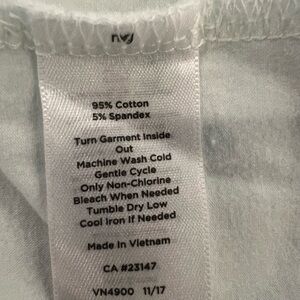 95% Cotton
5% Spandex
Turn Garment Inside
Out
Machine Wash Cold
Gentle Cycle
Only Non-Chlorine
Bleach When Needed
Tumble Dry Low
Cool Iron If Needed
Made In Vietnam
CA #23147
VN4900 11/17